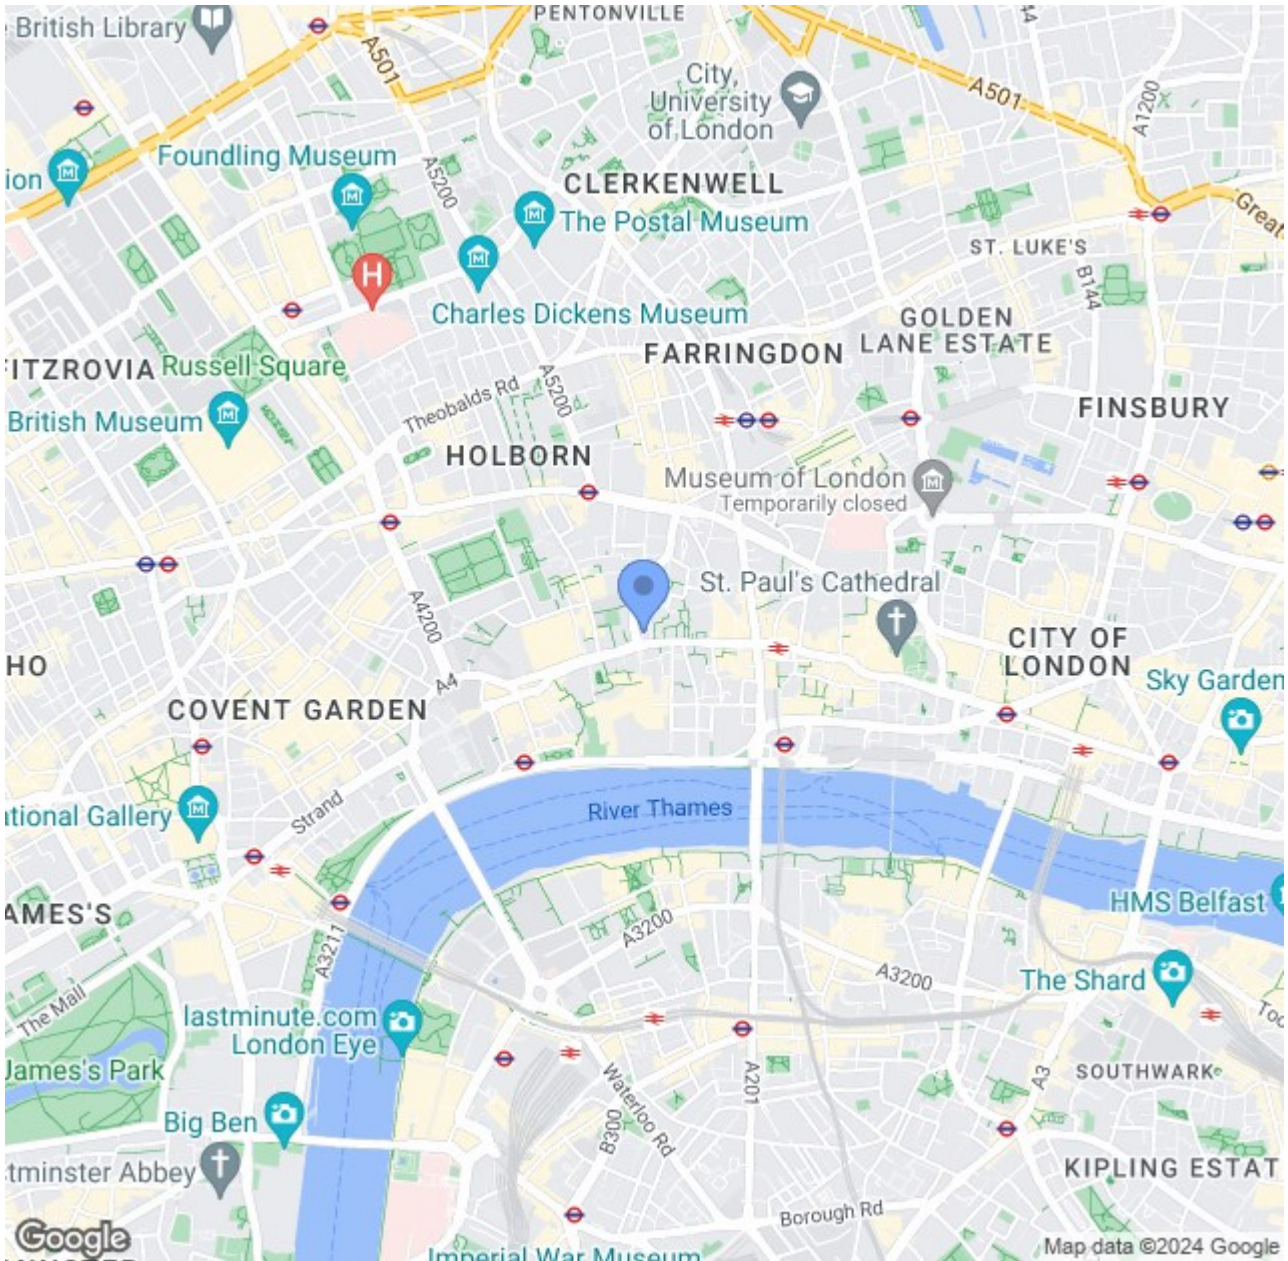 PENTONVILLE
British Library
A501
City,
University
of London
A501
A1200
44
Foundling Museum
ion
A5200
CLERKENWELL
The Postal Museum
Great
ST. LUKE'S
B144
Charles Dickens Museum
GOLDEN
LANE ESTATE
FARRINGDON
ITZROVIA
Russell Square
A5200
Theobalds Rd
British Museum
FINSBURY
HOLBORN
Museum of London
Temporarily closed
St. Paul's Cathedral
A4200
CITY OF
LONDON
HO
A4
Sky Garden
COVENT GARDEN
River Thames
ational Gallery
Strand
AMES'S
HMS Belfast
A3200
A3211
A3200
The Shard
The Mall
lastminute.com
London Eye
Too
James's Park
Waterloo Rd
A201
A3
SOUTHWARK
Big Ben
B300
tminster Abbey
KIPLING ESTAT
Borough Rd
Google
Map data ©2024 Google
Imperial War Museum
H